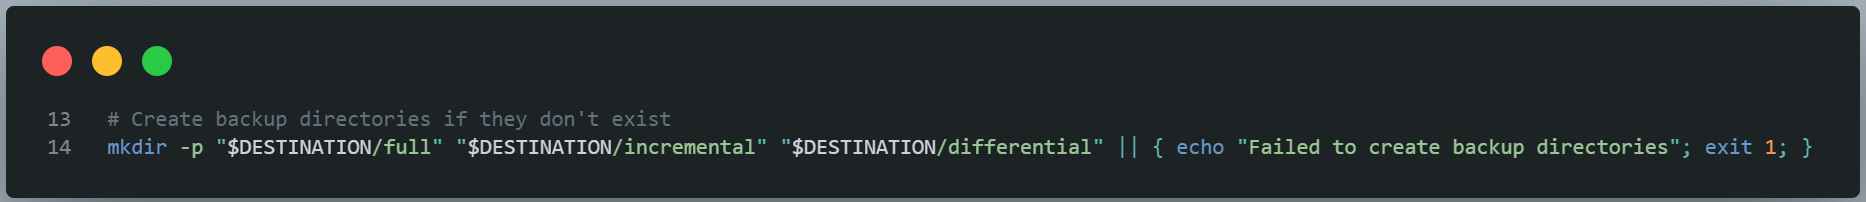 13 # Create backup directories if they don't exist
14 mkdir -p "$DESTINATION/full" "$DESTINATION/incremental" "$DESTINATION/differential" || { echo "Failed to create backup directories"; exit 1; }